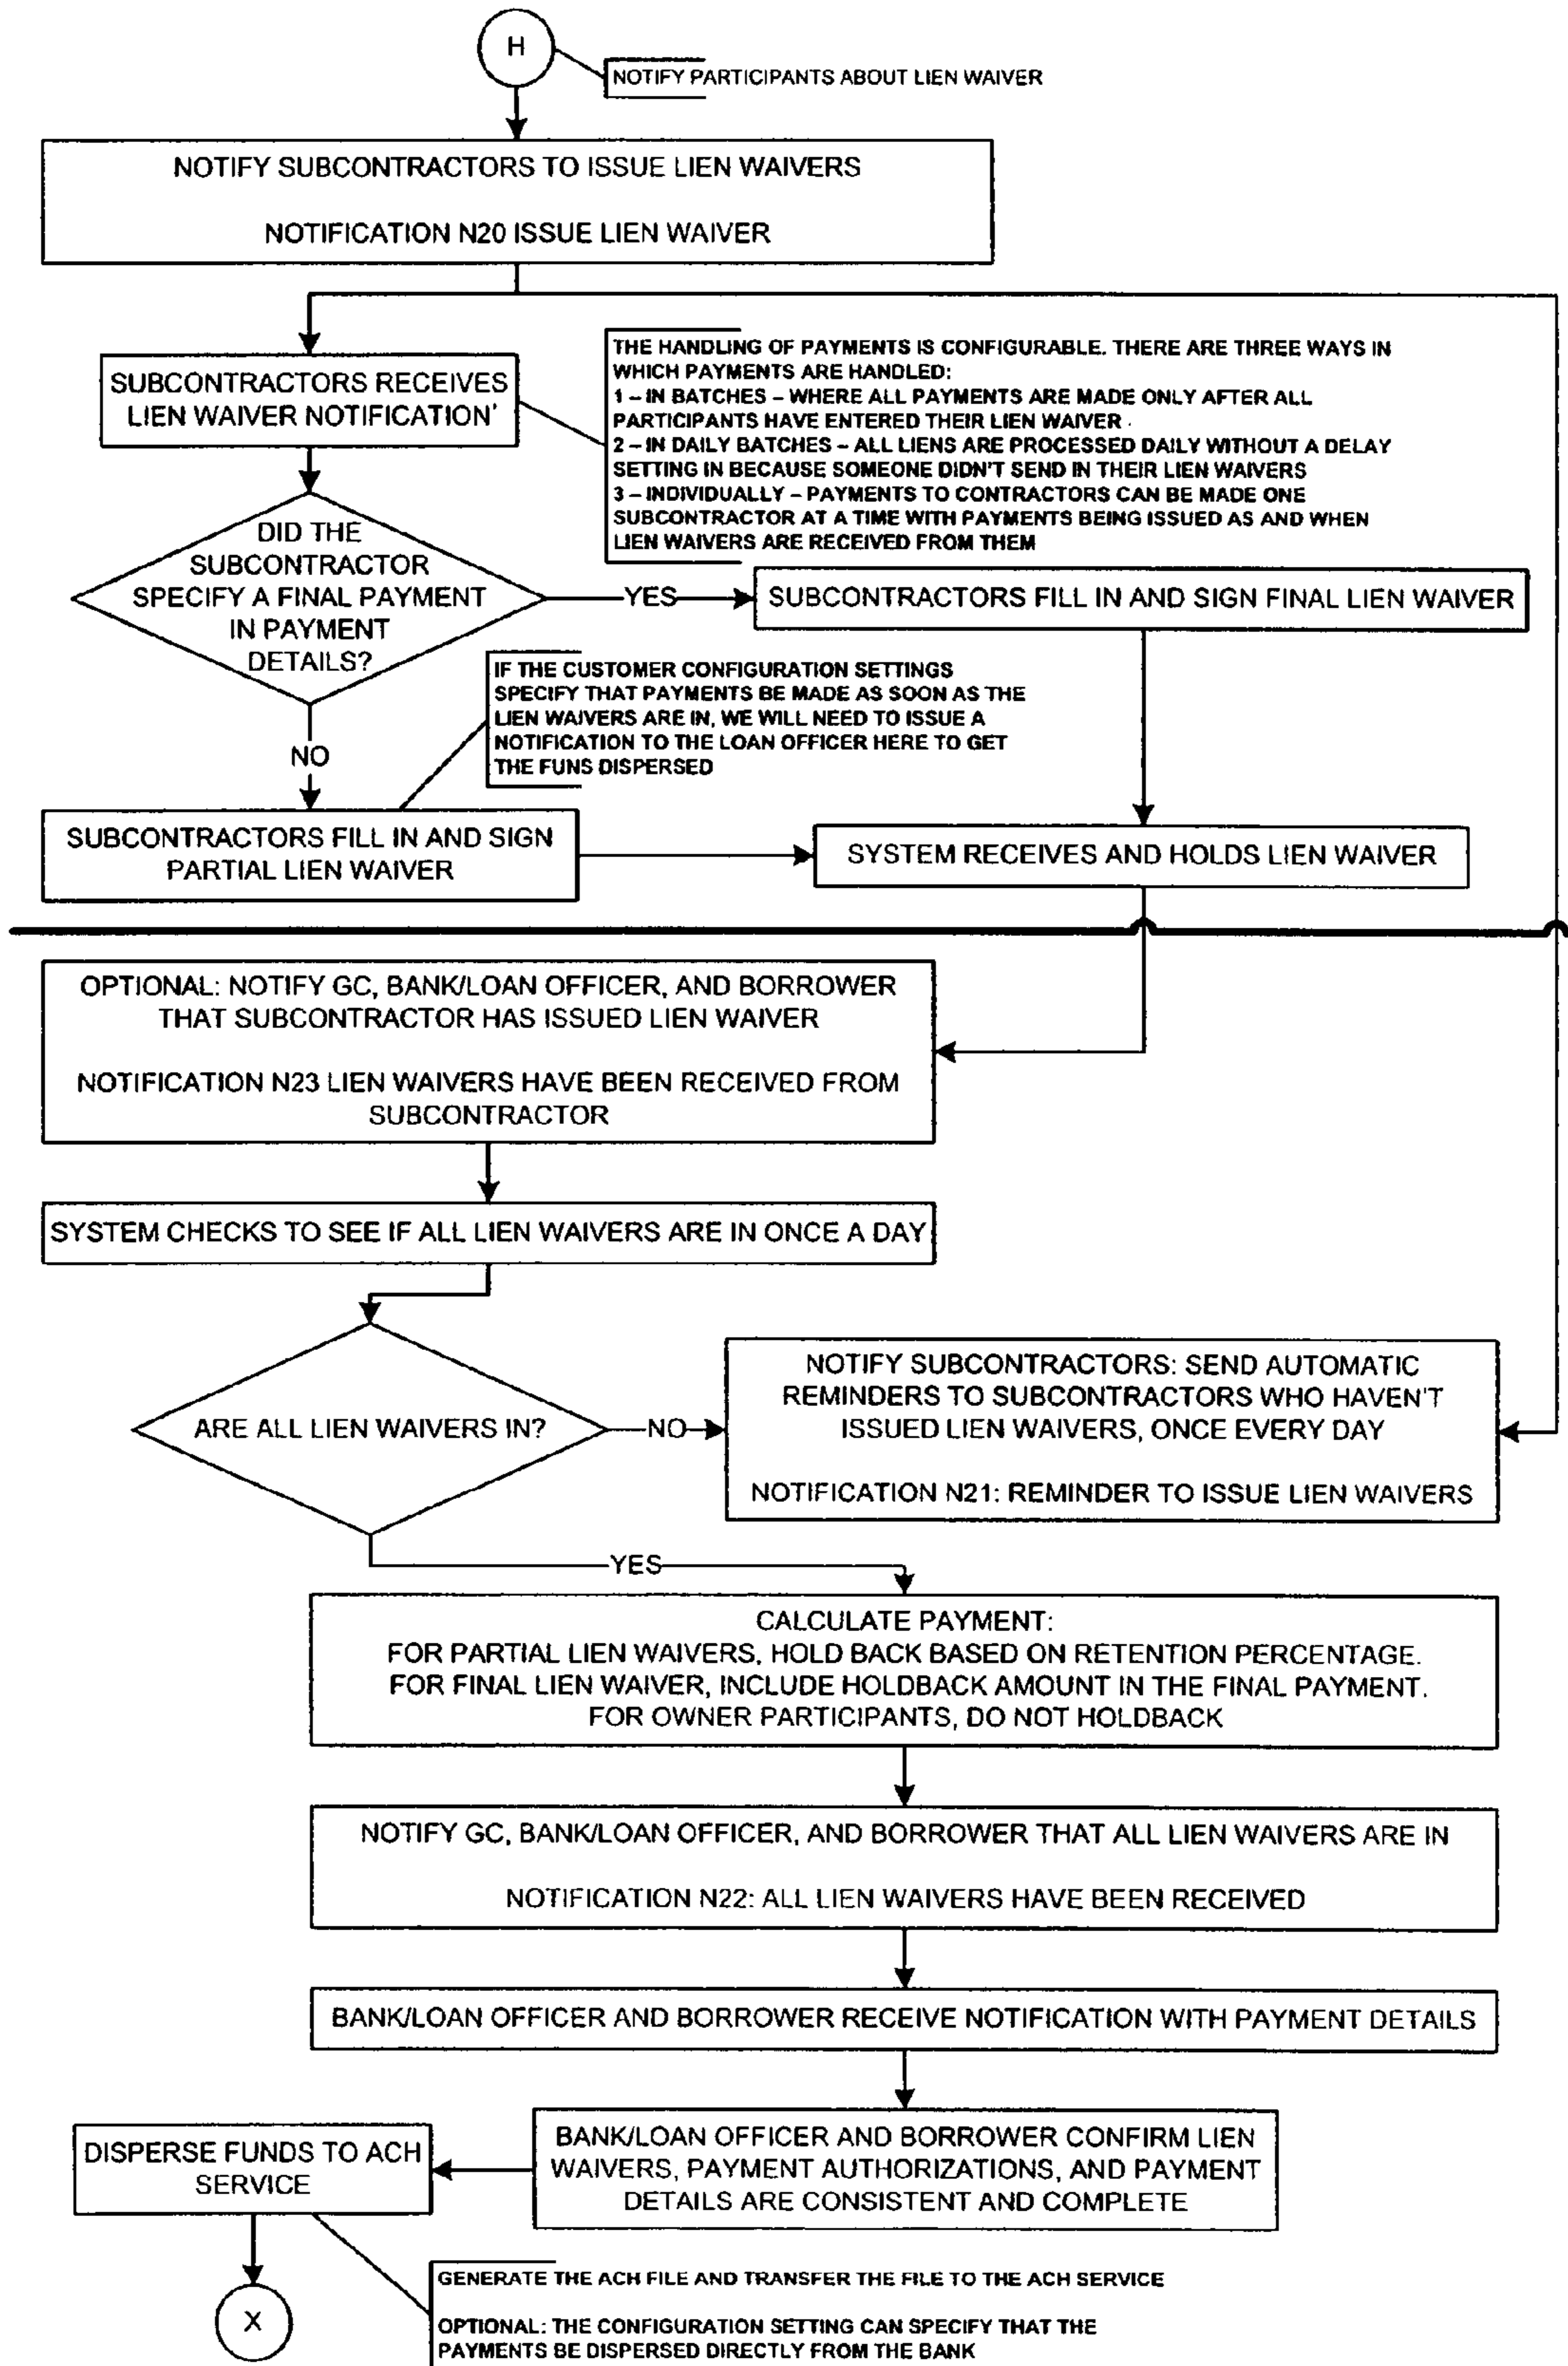 H
NOTIFY PARTICIPANTS ABOUT LIEN WAIVER
NOTIFY SUBCONTRACTORS TO ISSUE LIEN WAIVERS
NOTIFICATION N20 ISSUE LIEN WAIVER
SUBCONTRACTORS RECEIVES
LIEN WAIVER NOTIFICATION'
THE HANDLING OF PAYMENTS IS CONFIGURABLE. THERE ARE THREE WAYS IN
WHICH PAYMENTS ARE HANDLED:
1 – IN BATCHES – WHERE ALL PAYMENTS ARE MADE ONLY AFTER ALL
PARTICIPANTS HAVE ENTERED THEIR LIEN WAIVER.
2 – IN DAILY BATCHES – ALL LIENS ARE PROCESSED DAILY WITHOUT A DELAY
SETTING IN BECAUSE SOMEONE DIDN'T SEND IN THEIR LIEN WAIVERS
3 – INDIVIDUALLY – PAYMENTS TO CONTRACTORS CAN BE MADE ONE
SUBCONTRACTOR AT A TIME WITH PAYMENTS BEING ISSUED AS AND WHEN
LIEN WAIVERS ARE RECEIVED FROM THEM
DID THE
SUBCONTRACTOR
SPECIFY A FINAL PAYMENT
IN PAYMENT
DETAILS?
YES
SUBCONTRACTORS FILL IN AND SIGN FINAL LIEN WAIVER
IF THE CUSTOMER CONFIGURATION SETTINGS
SPECIFY THAT PAYMENTS BE MADE AS SOON AS THE
LIEN WAIVERS ARE IN, WE WILL NEED TO ISSUE A
NOTIFICATION TO THE LOAN OFFICER HERE TO GET
THE FUNS DISPERSED
NO
SUBCONTRACTORS FILL IN AND SIGN
PARTIAL LIEN WAIVER
SYSTEM RECEIVES AND HOLDS LIEN WAIVER
OPTIONAL: NOTIFY GC, BANK/LOAN OFFICER, AND BORROWER
THAT SUBCONTRACTOR HAS ISSUED LIEN WAIVER
NOTIFICATION N23 LIEN WAIVERS HAVE BEEN RECEIVED FROM
SUBCONTRACTOR
SYSTEM CHECKS TO SEE IF ALL LIEN WAIVERS ARE IN ONCE A DAY
ARE ALL LIEN WAIVERS IN?
NO
NOTIFY SUBCONTRACTORS: SEND AUTOMATIC
REMINDERS TO SUBCONTRACTORS WHO HAVEN'T
ISSUED LIEN WAIVERS, ONCE EVERY DAY
NOTIFICATION N21: REMINDER TO ISSUE LIEN WAIVERS
YES
CALCULATE PAYMENT:
FOR PARTIAL LIEN WAIVERS, HOLD BACK BASED ON RETENTION PERCENTAGE.
FOR FINAL LIEN WAIVER, INCLUDE HOLDBACK AMOUNT IN THE FINAL PAYMENT.
FOR OWNER PARTICIPANTS, DO NOT HOLDBACK
NOTIFY GC, BANK/LOAN OFFICER, AND BORROWER THAT ALL LIEN WAIVERS ARE IN
NOTIFICATION N22: ALL LIEN WAIVERS HAVE BEEN RECEIVED
BANK/LOAN OFFICER AND BORROWER RECEIVE NOTIFICATION WITH PAYMENT DETAILS
BANK/LOAN OFFICER AND BORROWER CONFIRM LIEN
WAIVERS, PAYMENT AUTHORIZATIONS, AND PAYMENT
DETAILS ARE CONSISTENT AND COMPLETE
DISPERSE FUNDS TO ACH
SERVICE
X
GENERATE THE ACH FILE AND TRANSFER THE FILE TO THE ACH SERVICE
OPTIONAL: THE CONFIGURATION SETTING CAN SPECIFY THAT THE
PAYMENTS BE DISPERSED DIRECTLY FROM THE BANK